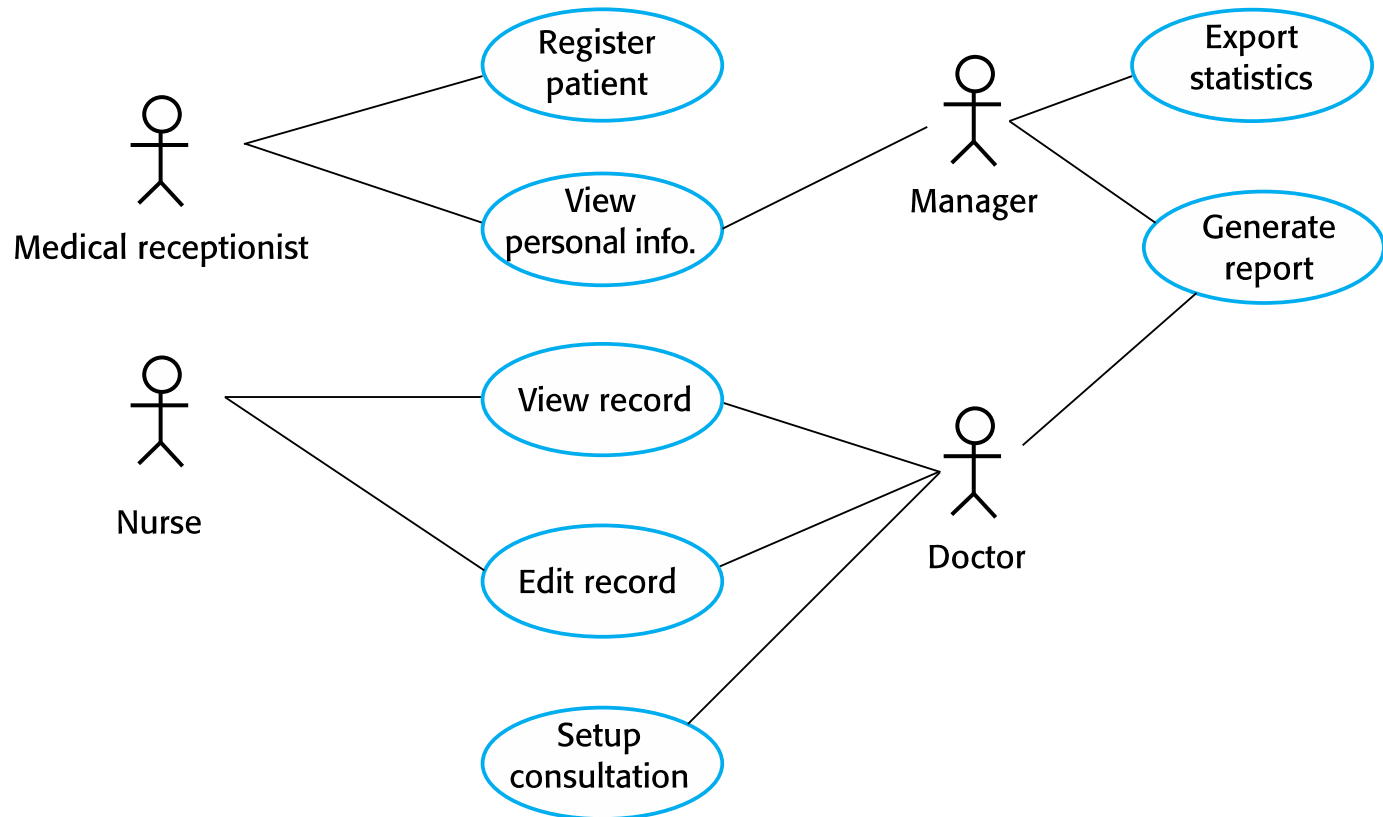 Register
patient
Export
statistics
Medical receptionist
View
personal info.
Manager
Generate
report
Nurse
View record
Edit record
Doctor
Setup
consultation